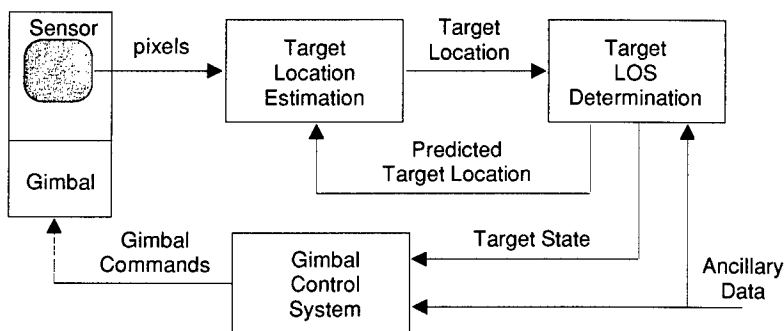 Sensor
pixels
Target
Location
Estimation
Target
Location
Target
LOS
Determination
Predicted
Target Location
Gimbal
Gimbal
Commands
Gimbal
Control
System
Target State
Ancillary
Data